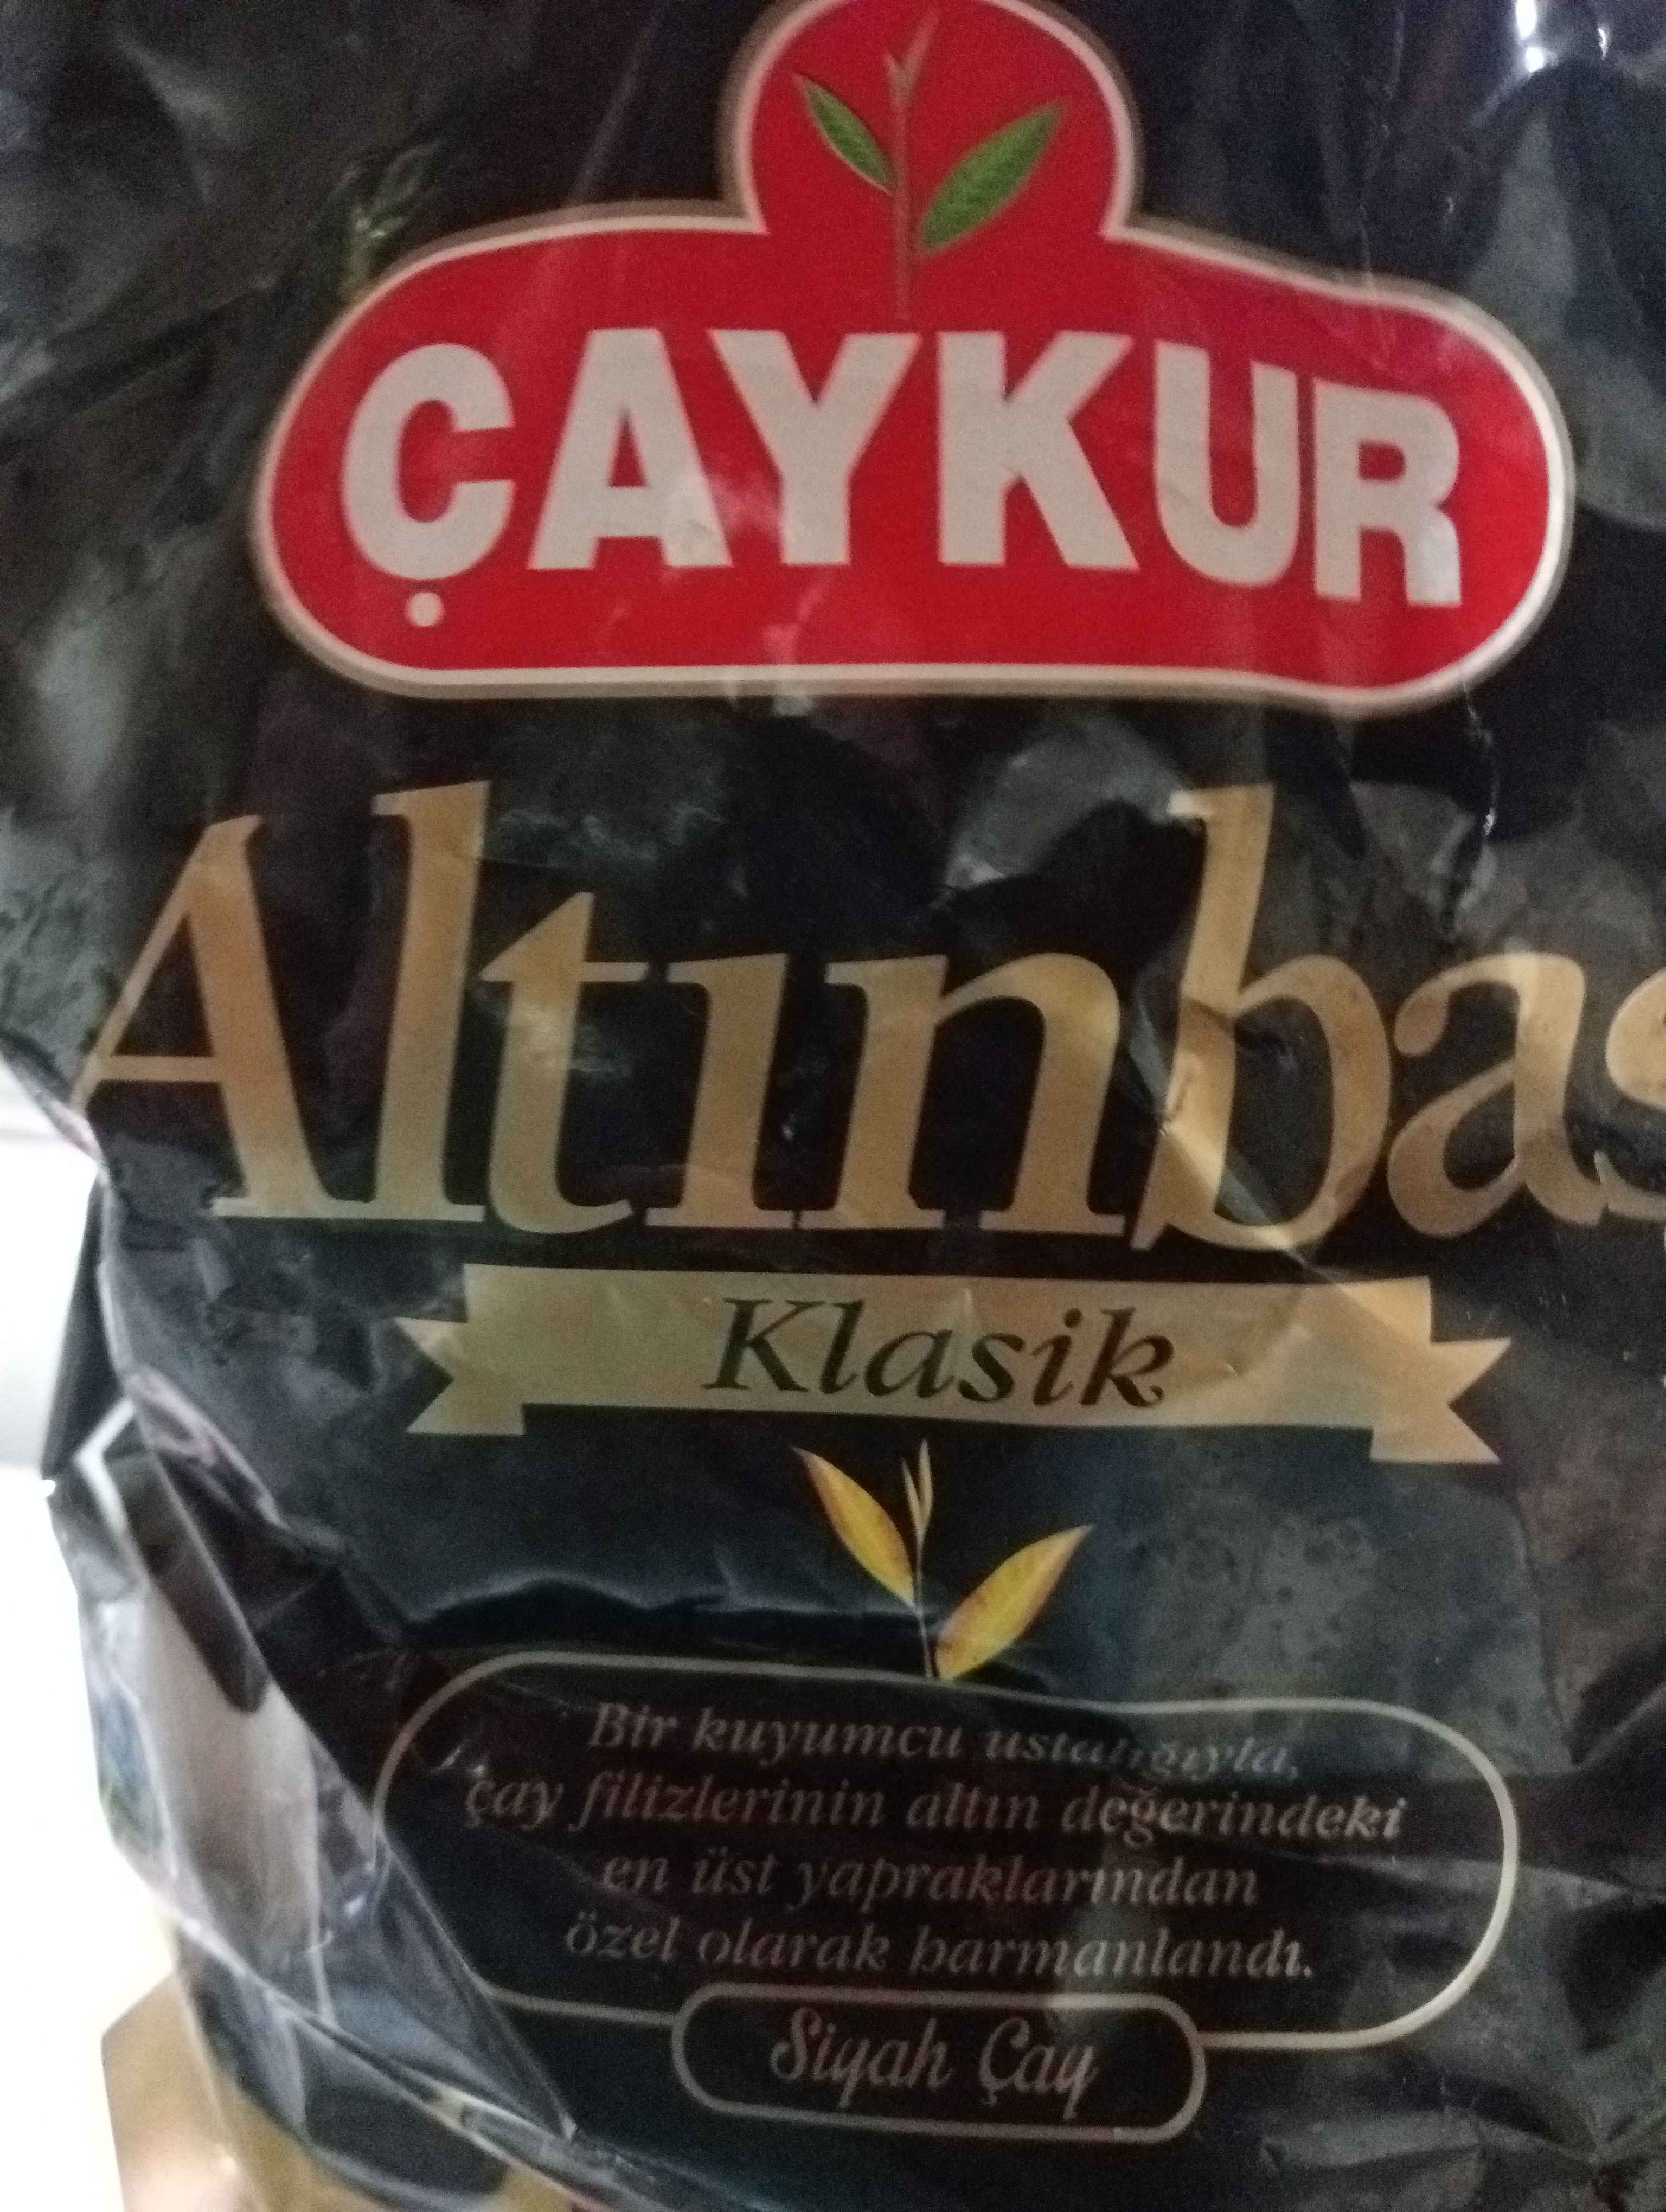 ÇAYKUR
Altınbaş
Klasik
Bir kuyumcu ustalığıyla,
çay filizlerinin altın değerindeki
en üst yapraklarından
özel olarak harmanlandı.
Siyah Çay